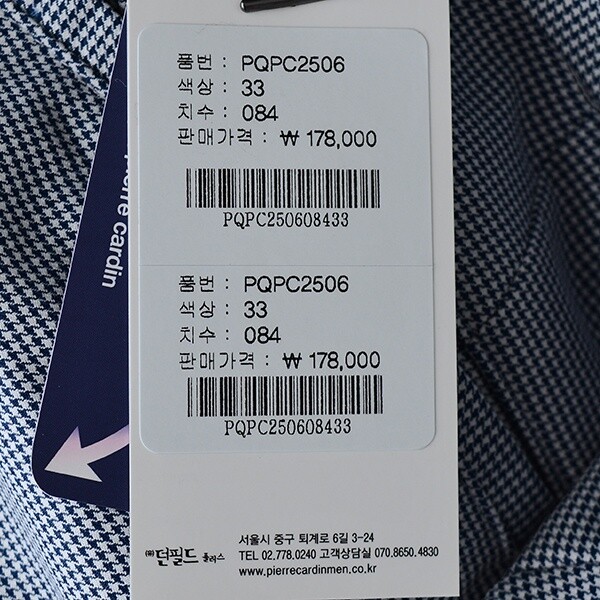 품번 : PQPC2506
색상 : 33
치수 : 084
판매가격 : ₩ 178,000
PQPC250608433
품번 : PQPC2506
색상 : 33
치수 : 084
판매가격 : ₩ 178,000
PQPC250608433
pierre cardin
㈜던필드 플러스
서울시 중구 퇴계로 6길 3-24
TEL 02.778.0240 고객상담실 070.8650.4830
www.pierrecardinmen.co.kr